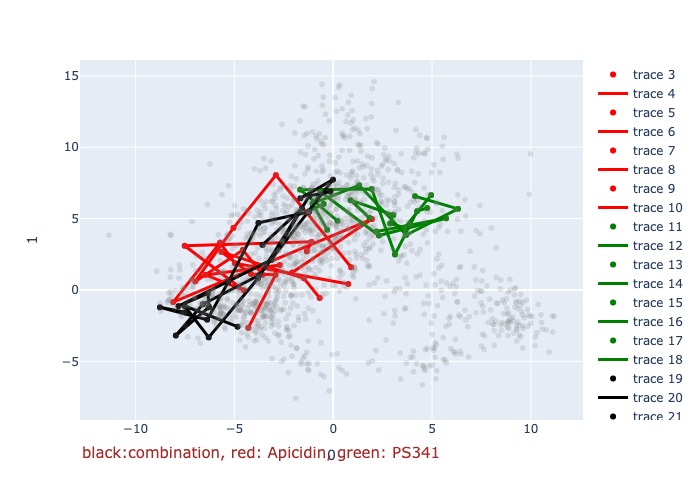 15
10
5
0
−5
−10
−5
0
5
10
1
0
trace 3
trace 4
trace 5
trace 6
trace 7
trace 8
trace 9
trace 10
trace 11
trace 12
trace 13
trace 14
trace 15
trace 16
trace 17
trace 18
trace 19
trace 20
trace 21
black:combination, red: Apicidin, green: PS341